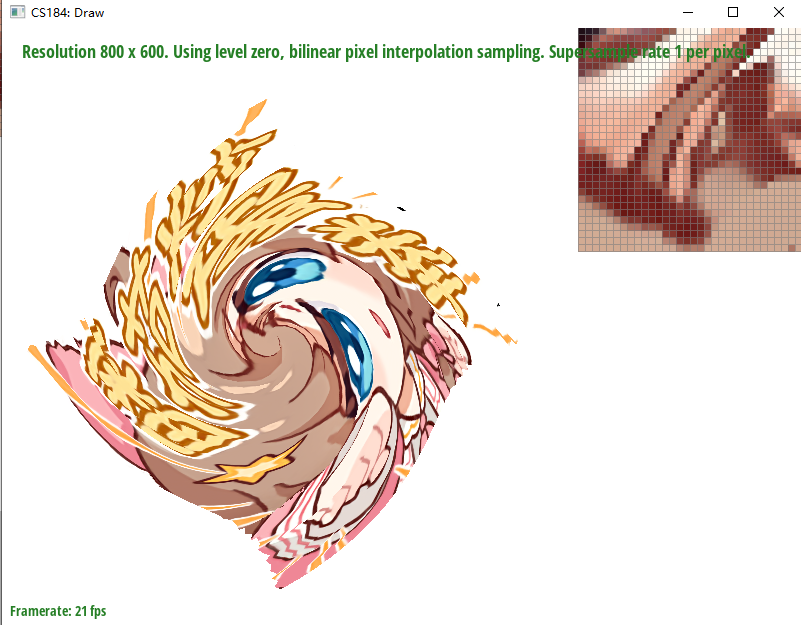 CS184: Draw
Resolution 800 x 600. Using level zero, bilinear pixel interpolation sampling. Supersample rate 1 per pixel.
Framerate: 21 fps